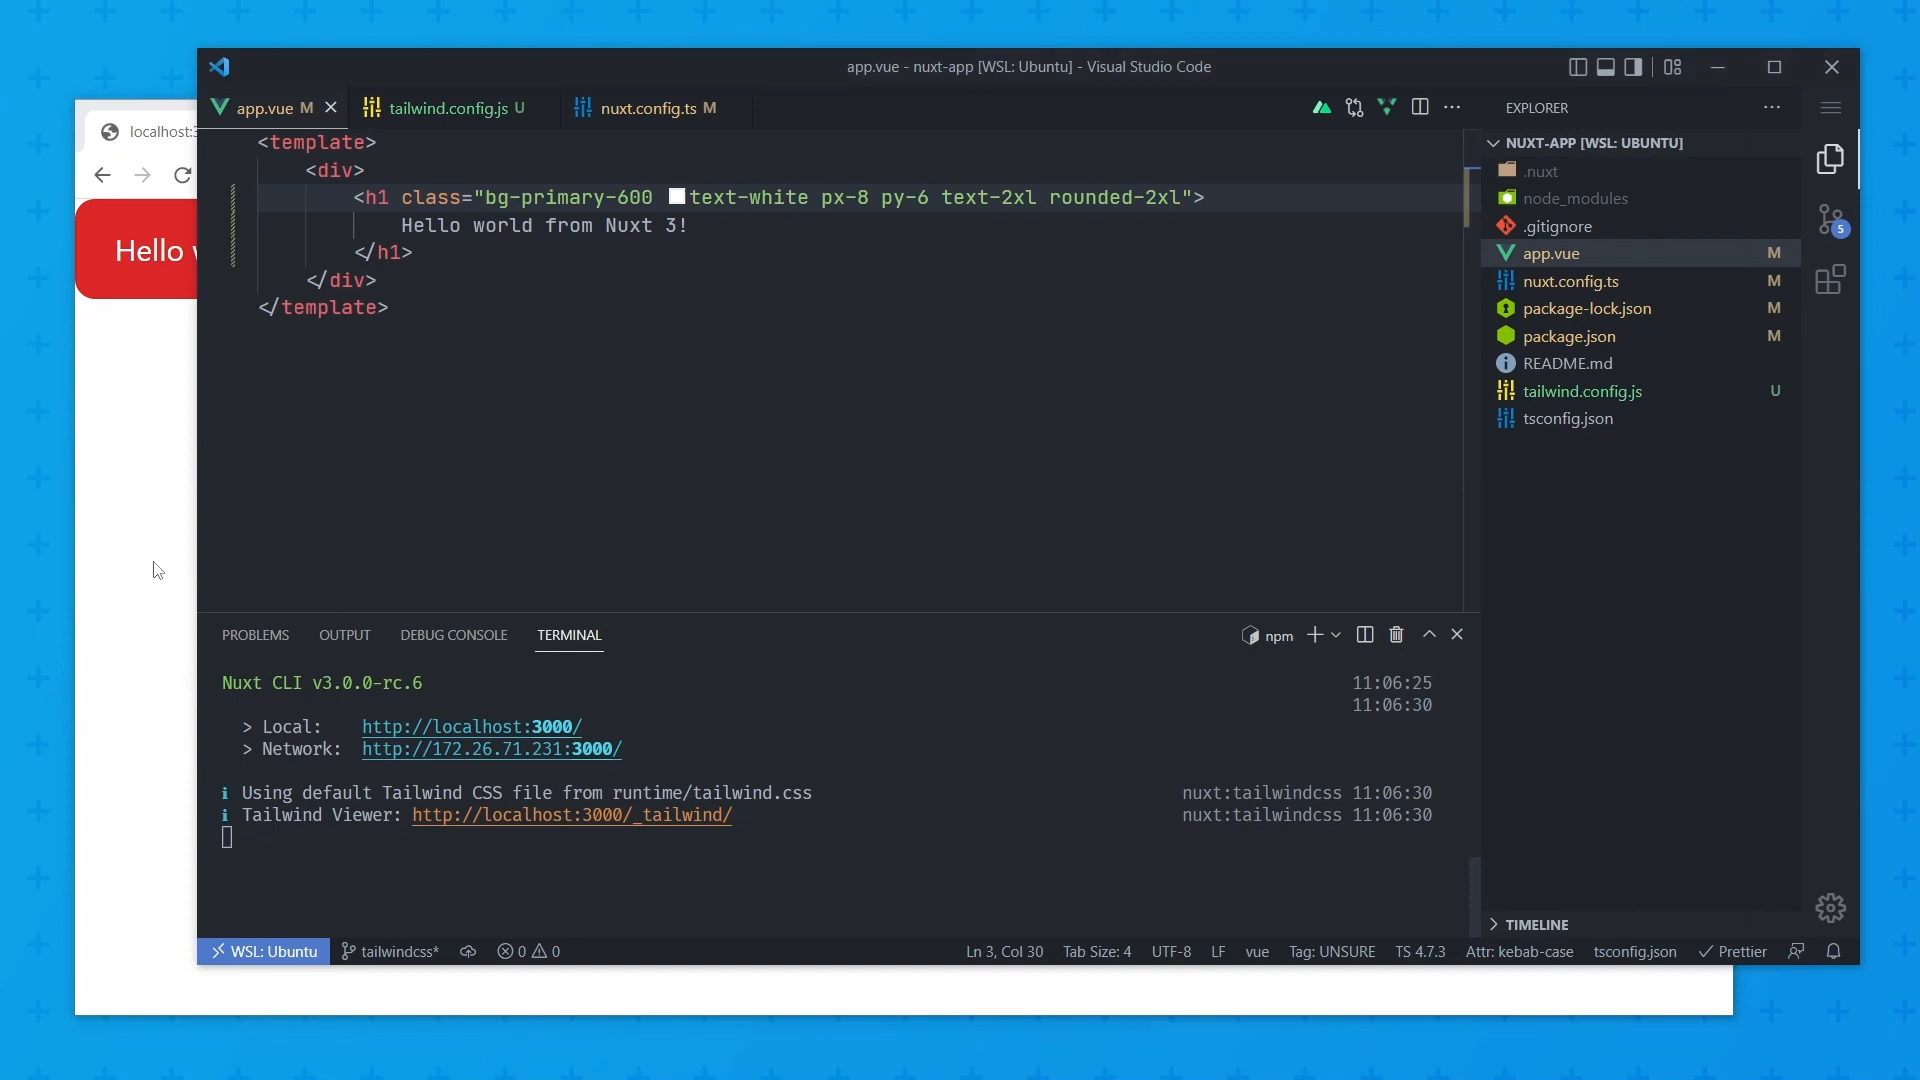 app.vue - nuxt-app [WSL: Ubuntu] - Visual Studio Code
app.vue M
tailwind.config.js U
nuxt.config.ts M
localhost:3
Hello w
<template>
<div>
<h1 class="bg-primary-600 text-white px-8 py-6 text-2xl rounded-2xl">
Hello world from Nuxt 3!
</h1>
</div>
</template>
EXPLORER
NUXT-APP [WSL: UBUNTU]
.nuxt
node_modules
.gitignore
app.vue M
nuxt.config.ts M
package-lock.json M
package.json M
README.md
tailwind.config.js U
tsconfig.json
5
TIMELINE
PROBLEMS OUTPUT DEBUG CONSOLE TERMINAL
npm
Nuxt CLI v3.0.0-rc.6 11:06:25
11:06:30
> Local: http://localhost:3000/
> Network: http://172.26.71.231:3000/
i Using default Tailwind CSS file from runtime/tailwind.css nuxt:tailwindcss 11:06:30
i Tailwind Viewer: http://localhost:3000/_tailwind/ nuxt:tailwindcss 11:06:30
WSL: Ubuntu tailwindcss* 0 0 Ln 3, Col 30 Tab Size: 4 UTF-8 LF vue Tag: UNSURE TS 4.7.3 Attr: kebab-case tsconfig.json Prettier